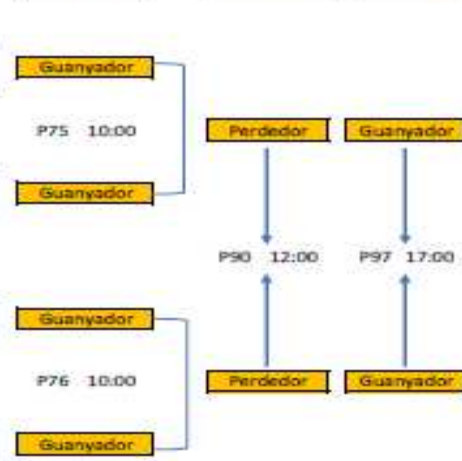 Guanyador
P75 10:00
Perdedor Guanyador
Guanyador
P90 12:00 P97 17:00
Guanyador
P76 10:00 Perdedor Guanyador
Guanyador